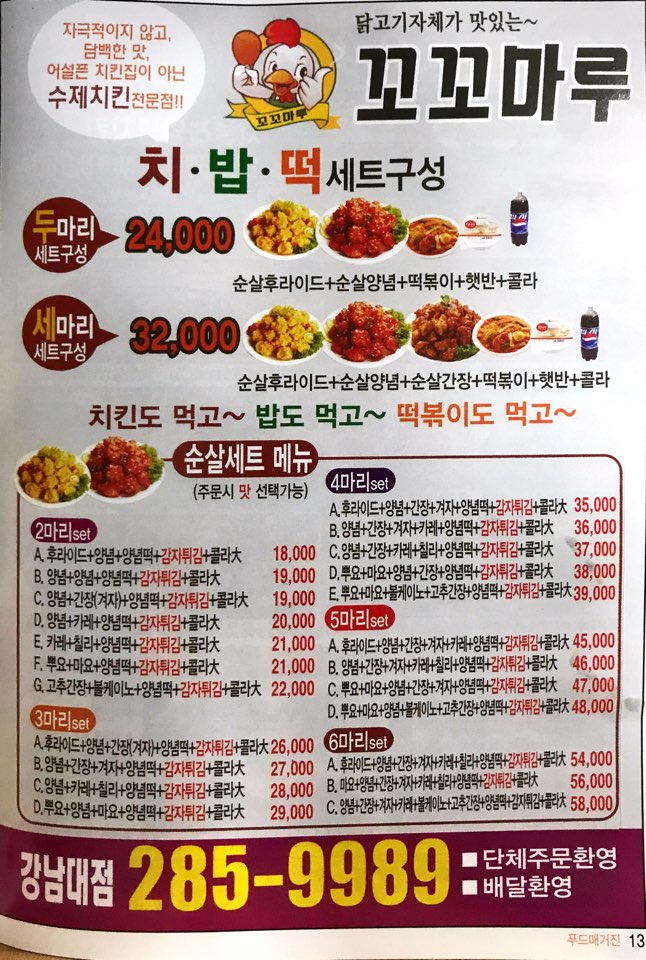 자극적이지 않고,
담백한 맛,
어설픈 치킨집이 아닌
수제치킨전문점!!
꼬꼬마루
닭고기자체가 맛있는~
꼬꼬마루
치·밥·떡세트구성
두마리
세트구성
24,000
순살후라이드+순살양념+떡볶이+햇반+콜라
세마리
세트구성
32,000
순살후라이드+순살양념+순살간장+떡볶이+햇반+콜라
치킨도 먹고~ 밥도 먹고~ 떡볶이도 먹고~
순살세트 메뉴
(주문시 맛 선택가능)
2마리set
A. 후라이드+양념+양념떡+감자튀김+콜라大 18,000
B. 양념+양념+양념떡+감자튀김+콜라大 19,000
C. 양념+간장(겨자)+양념떡+감자튀김+콜라大 19,000
D. 양념+카레+양념떡+감자튀김+콜라大 20,000
E. 카레+칠리+양념떡+감자튀김+콜라大 21,000
F. 뿌요+마요+양념떡+감자튀김+콜라大 21,000
G. 고추간장+볼케이노+양념떡+감자튀김+콜라大 22,000
3마리set
A.후라이드+양념+간장(겨자)+양념떡+감자튀김+콜라大 26,000
B. 양념+간장+겨자+양념떡+감자튀김+콜라大 27,000
C. 양념+카레+칠리+양념떡+감자튀김+콜라大 28,000
D. 뿌요+양념+마요+양념떡+감자튀김+콜라大 29,000
4마리set
A. 후라이드+양념+간장+겨자+양념떡+감자튀김+콜라大 35,000
B. 양념+간장+겨자+카레+양념떡+감자튀김+콜라大 36,000
C. 양념+간장+카레+칠리+양념떡+감자튀김+콜라大 37,000
D. 뿌요+마요+양념+간장+양념떡+감자튀김+콜라大 38,000
E. 뿌요+마요+볼케이노+고추간장+양념떡+감자튀김+콜라大 39,000
5마리set
A. 후라이드+양념+간장+겨자+카레+양념떡+감자튀김+콜라大 45,000
B. 양념+간장+겨자+카레+칠리+양념떡+감자튀김+콜라大 46,000
C. 뿌요+마요+양념+간장+겨자+양념떡+감자튀김+콜라大 47,000
D. 뿌요+마요+양념+볼케이노+고추간장+양념떡+감자튀김+콜라大 48,000
6마리set
A. 후라이드+양념+간장+겨자+카레+칠리+양념떡+감자튀김+콜라大 54,000
B. 마요+양념+간장+겨자+카레+칠리+양념떡+감자튀김+콜라大 56,000
C. 양념+간장+겨자+카레+볼케이노+고추간장+양념떡+감자튀김+콜라大 58,000
강남대점 285-9989
■ 단체주문환영
■ 배달환영
푸드매거진 13